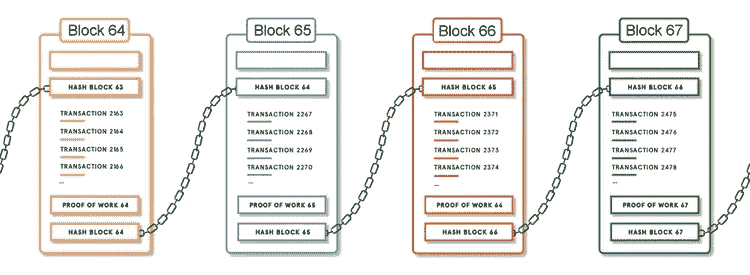 Block 64
HASH BLOCK 63
TRANSACTION 2163
TRANSACTION 2164
TRANSACTION 2165
TRANSACTION 2166
...
PROOF OF WORK 64
HASH BLOCK 64
Block 65
HASH BLOCK 64
TRANSACTION 2267
TRANSACTION 2268
TRANSACTION 2269
TRANSACTION 2270
...
PROOF OF WORK 65
HASH BLOCK 65
Block 66
HASH BLOCK 65
TRANSACTION 2371
TRANSACTION 2372
TRANSACTION 2373
TRANSACTION 2374
...
PROOF OF WORK 66
HASH BLOCK 66
Block 67
HASH BLOCK 66
TRANSACTION 2475
TRANSACTION 2476
TRANSACTION 2477
TRANSACTION 2478
...
PROOF OF WORK 67
HASH BLOCK 67